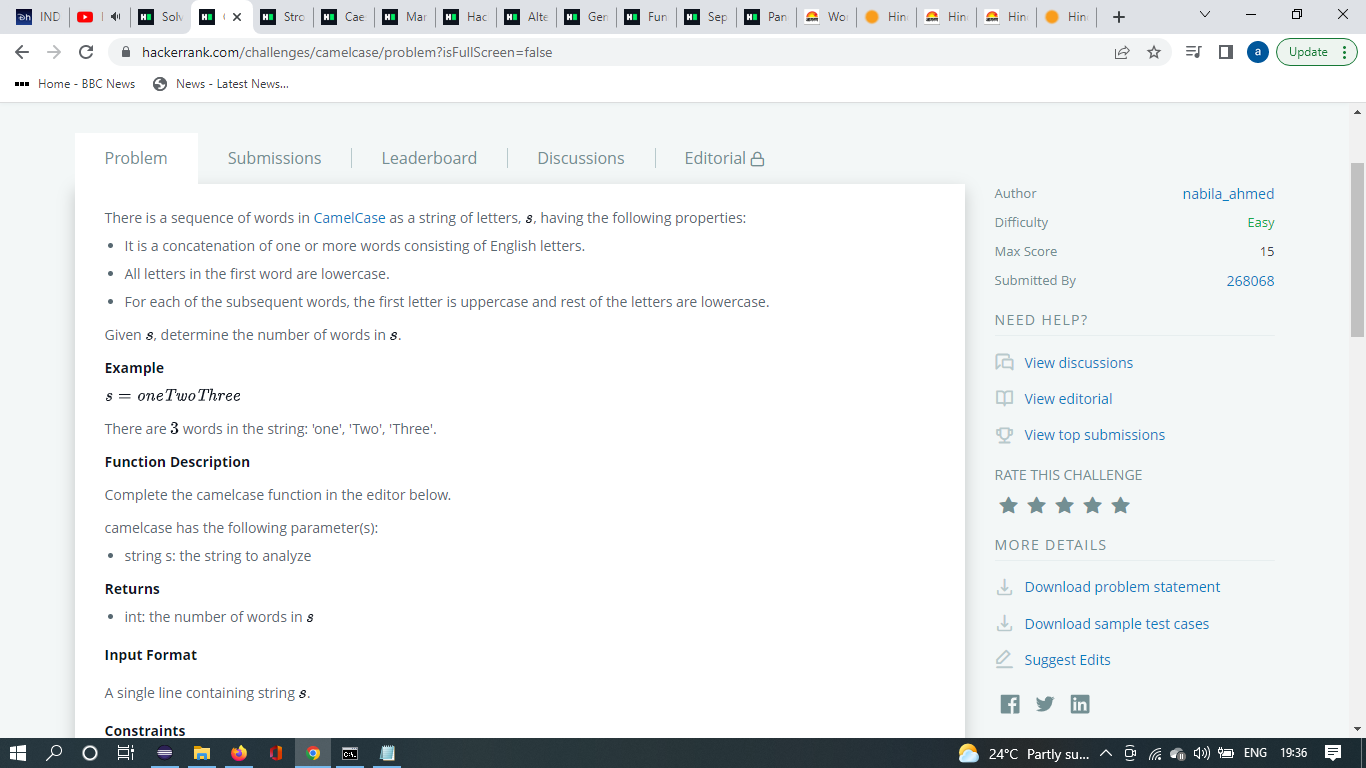 IND
Solv
Stro
Cae
Mar
Hac
Alte
Gen
Fun
Sep
Pan
Wo
Hin
Hin
Hin
Hin
hackerrank.com/challenges/camelcase/problem?isFullScreen=false
a
Update
Home - BBC News
News - Latest News...
Problem
Submissions
Leaderboard
Discussions
Editorial
There is a sequence of words in CamelCase as a string of letters, s, having the following properties:
• It is a concatenation of one or more words consisting of English letters.
• All letters in the first word are lowercase.
• For each of the subsequent words, the first letter is uppercase and rest of the letters are lowercase.
Given s, determine the number of words in s.
Example
s = oneTwoThree
There are 3 words in the string: 'one', 'Two', 'Three'.
Function Description
Complete the camelcase function in the editor below.
camelcase has the following parameter(s):
• string s: the string to analyze
Returns
• int: the number of words in s
Input Format
A single line containing string s.
Constraints
Author nabila_ahmed
Difficulty Easy
Max Score 15
Submitted By 268068
NEED HELP?
View discussions
View editorial
View top submissions
RATE THIS CHALLENGE
MORE DETAILS
Download problem statement
Download sample test cases
Suggest Edits
24°C Partly su...
ENG
19:36